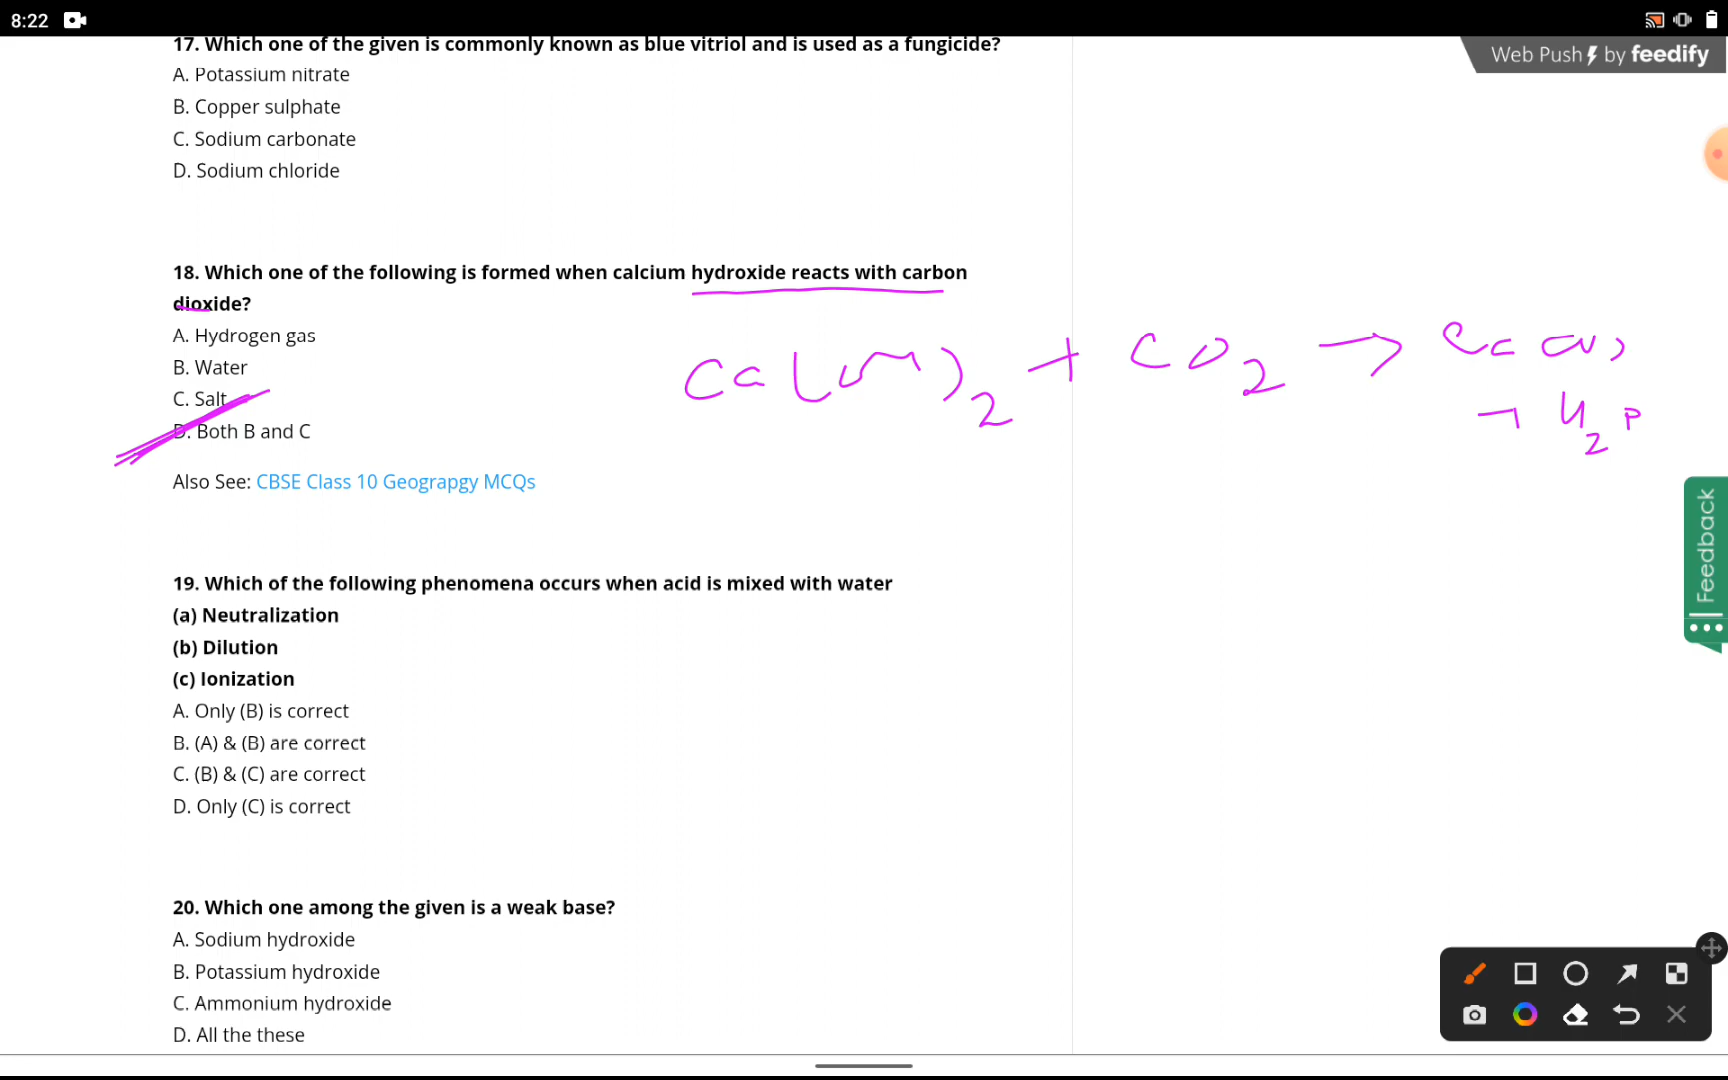 8:22
17. Which one of the given is commonly known as blue vitriol and is used as a fungicide?
Web Push by feedify
A. Potassium nitrate
B. Copper sulphate
C. Sodium carbonate
D. Sodium chloride
18. Which one of the following is formed when calcium hydroxide reacts with carbon
dioxide?
A. Hydrogen gas
B. Water
C. Salt
D. Both B and C
Ca(OH)2 + CO2 →
Also See: CBSE Class 10 Geograpgy MCQs
Feedback
19. Which of the following phenomena occurs when acid is mixed with water
(a) Neutralization
(b) Dilution
(c) Ionization
A. Only (B) is correct
B. (A) & (B) are correct
C. (B) & (C) are correct
D. Only (C) is correct
20. Which one among the given is a weak base?
A. Sodium hydroxide
B. Potassium hydroxide
C. Ammonium hydroxide
D. All the these